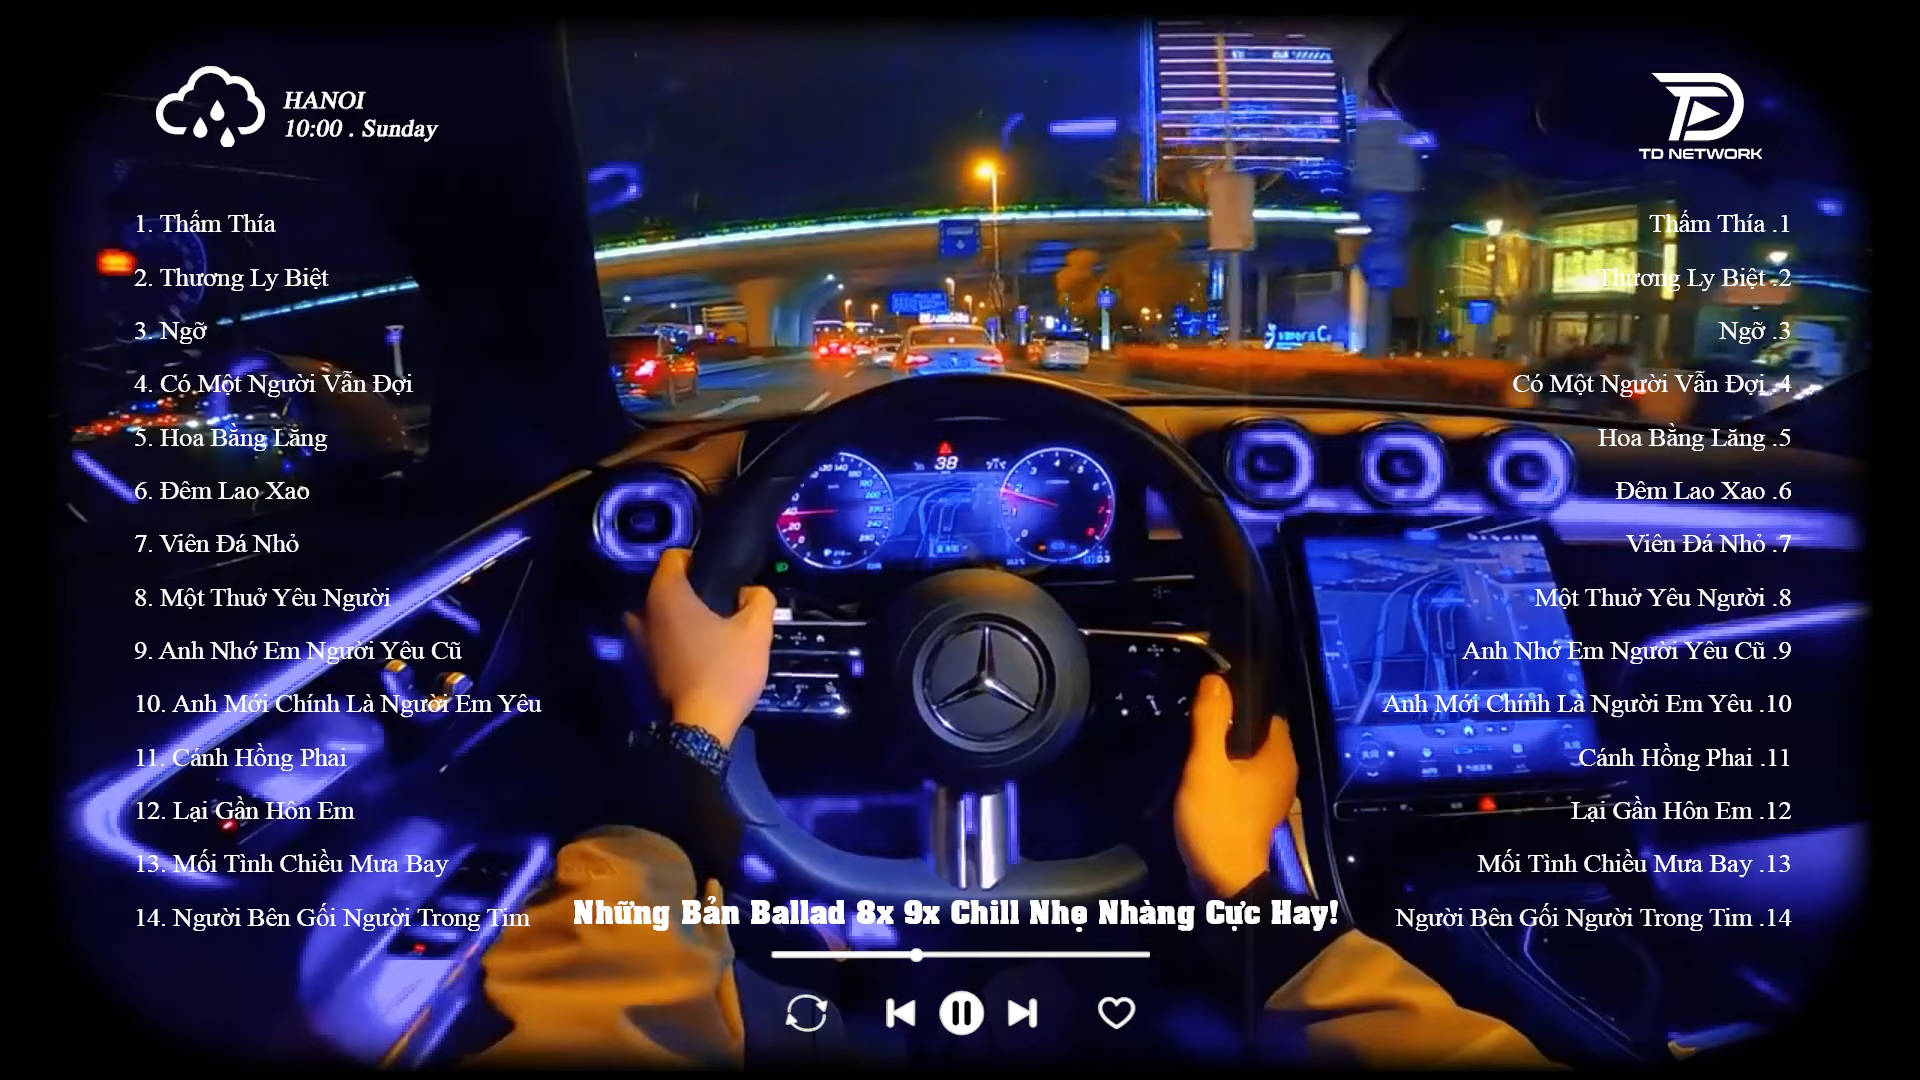 HANOI
10:00 . Sunday
TD NETWORK
1. Thấm Thía
2. Thương Ly Biệt
3. Ngỡ
4. Có Một Người Vẫn Đợi
5. Hoa Bằng Lăng
6. Đêm Lao Xao
7. Viên Đá Nhỏ
8. Một Thuở Yêu Người
9. Anh Nhớ Em Người Yêu Cũ
10. Anh Mới Chính Là Người Em Yêu
11. Cánh Hồng Phai
12. Lại Gần Hôn Em
13. Mối Tình Chiều Mưa Bay
14. Người Bên Gối Người Trong Tim
Thấm Thía .1
Thương Ly Biệt .2
Ngỡ .3
Có Một Người Vẫn Đợi .4
Hoa Bằng Lăng .5
Đêm Lao Xao .6
Viên Đá Nhỏ .7
Một Thuở Yêu Người .8
Anh Nhớ Em Người Yêu Cũ .9
Anh Mới Chính Là Người Em Yêu .10
Cánh Hồng Phai .11
Lại Gần Hôn Em .12
Mối Tình Chiều Mưa Bay .13
Người Bên Gối Người Trong Tim .14
38
Những Bản Ballad 8x 9x Chill Nhẹ Nhàng Cực Hay!